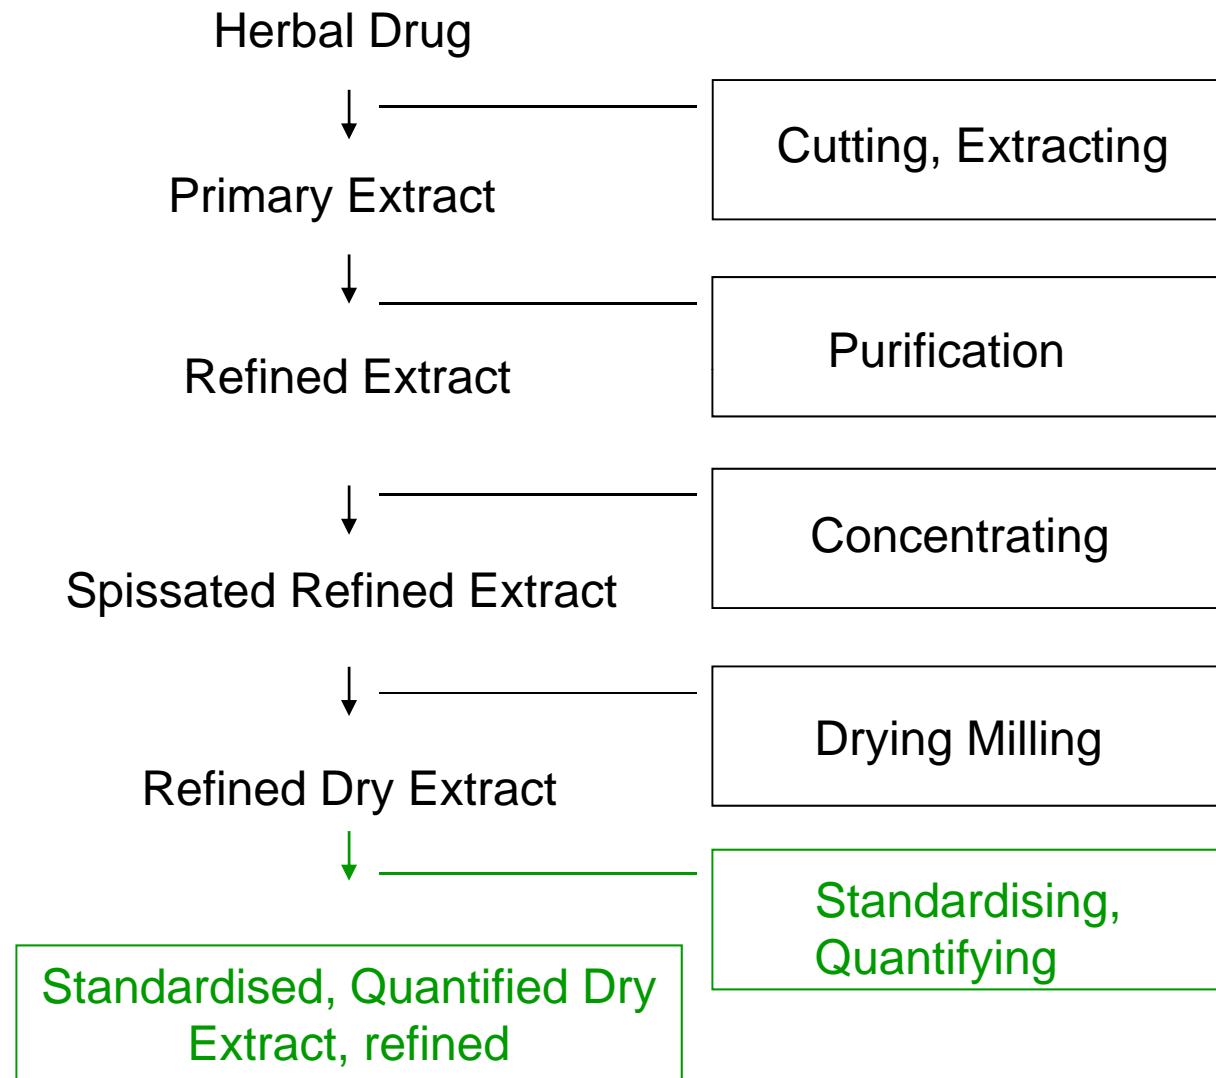 Herbal Drug
Cutting, Extracting
Primary Extract
Purification
Refined Extract
Concentrating
Spissated Refined Extract
Drying Milling
Refined Dry Extract
Standardising,
Quantifying
Standardised, Quantified Dry
Extract, refined